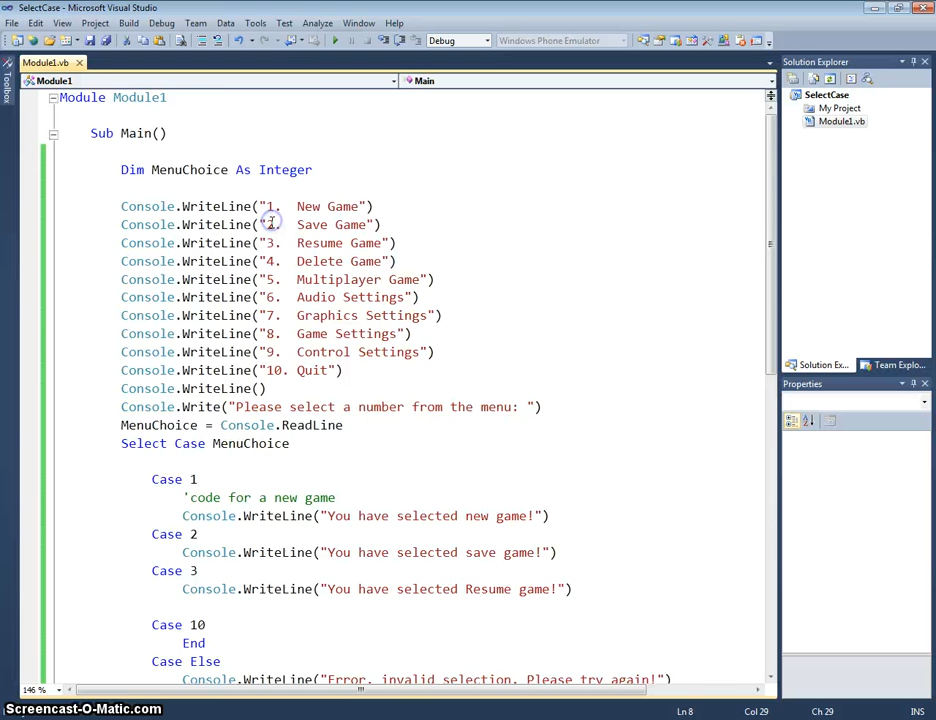 SelectCase - Microsoft Visual Studio
File Edit View Project Build Debug Team Data Tools Test Analyze Window Help
Debug Windows Phone Emulator
Module1.vb
Toolbox
Module1 Main
Module Module1
Sub Main()
Dim MenuChoice As Integer
Console.WriteLine("1.  New Game")
Console.WriteLine("2.  Save Game")
Console.WriteLine("3.  Resume Game")
Console.WriteLine("4.  Delete Game")
Console.WriteLine("5.  Multiplayer Game")
Console.WriteLine("6.  Audio Settings")
Console.WriteLine("7.  Graphics Settings")
Console.WriteLine("8.  Game Settings")
Console.WriteLine("9.  Control Settings")
Console.WriteLine("10. Quit")
Console.WriteLine()
Console.Write("Please select a number from the menu: ")
MenuChoice = Console.ReadLine
Select Case MenuChoice
Case 1
'code for a new game
Console.WriteLine("You have selected new game!")
Case 2
Console.WriteLine("You have selected save game!")
Case 3
Console.WriteLine("You have selected Resume game!")
Case 10
End
Case Else
Console.WriteLine("Error, invalid selection. Please try again!")
146 %
Solution Explorer
SelectCase
My Project
Module1.vb
Solution Ex... Team Explo...
Properties
Ln 8 Col 29 Ch 29 INS
Screencast-O-Matic.com